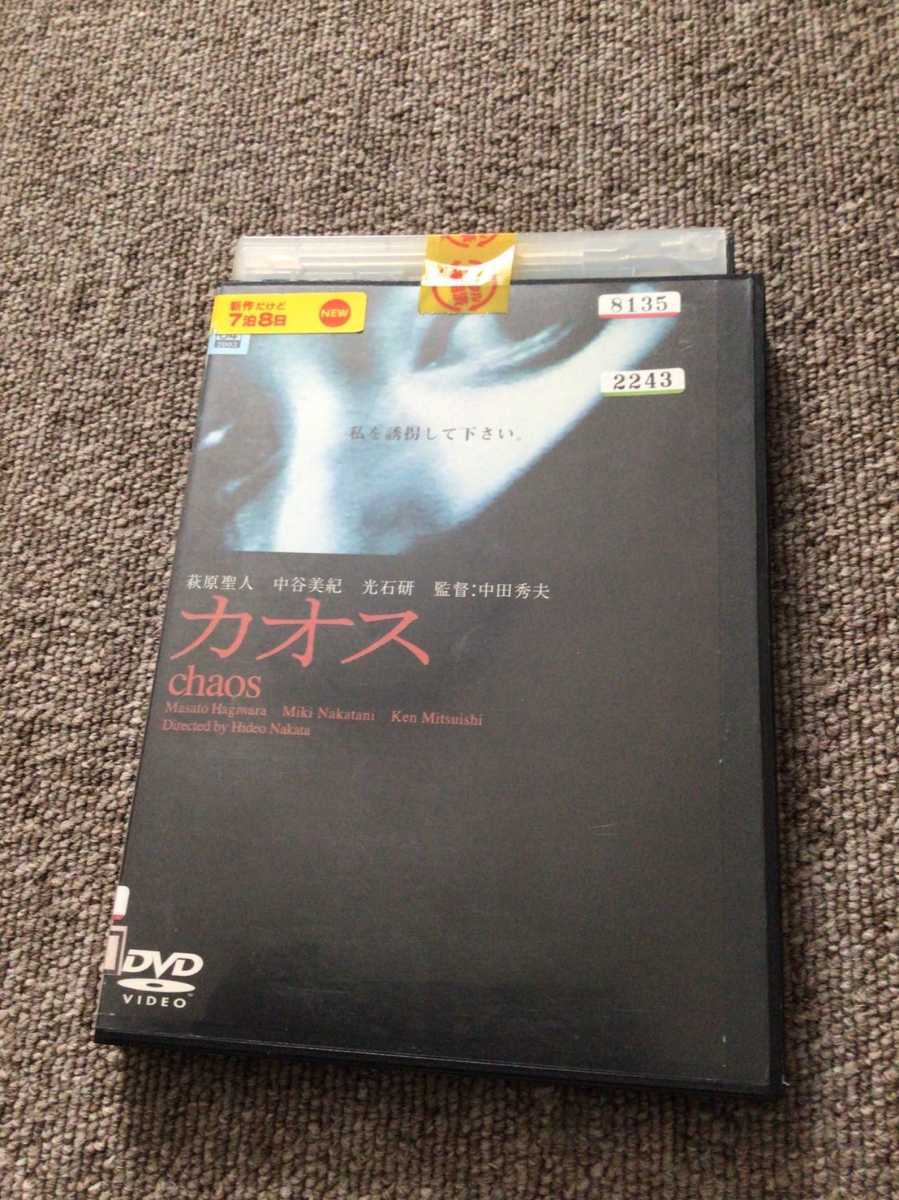 新作だけど
7泊8日
NEW
8135
2003
2243
私を誘拐して下さい。
萩原聖人 中谷美紀 光石研 監督:中田秀夫
カオス
chaos
Masato Hagiwara Miki Nakatani Ken Mitsuishi
Directed by Hideo Nakata
DVD
VIDEO